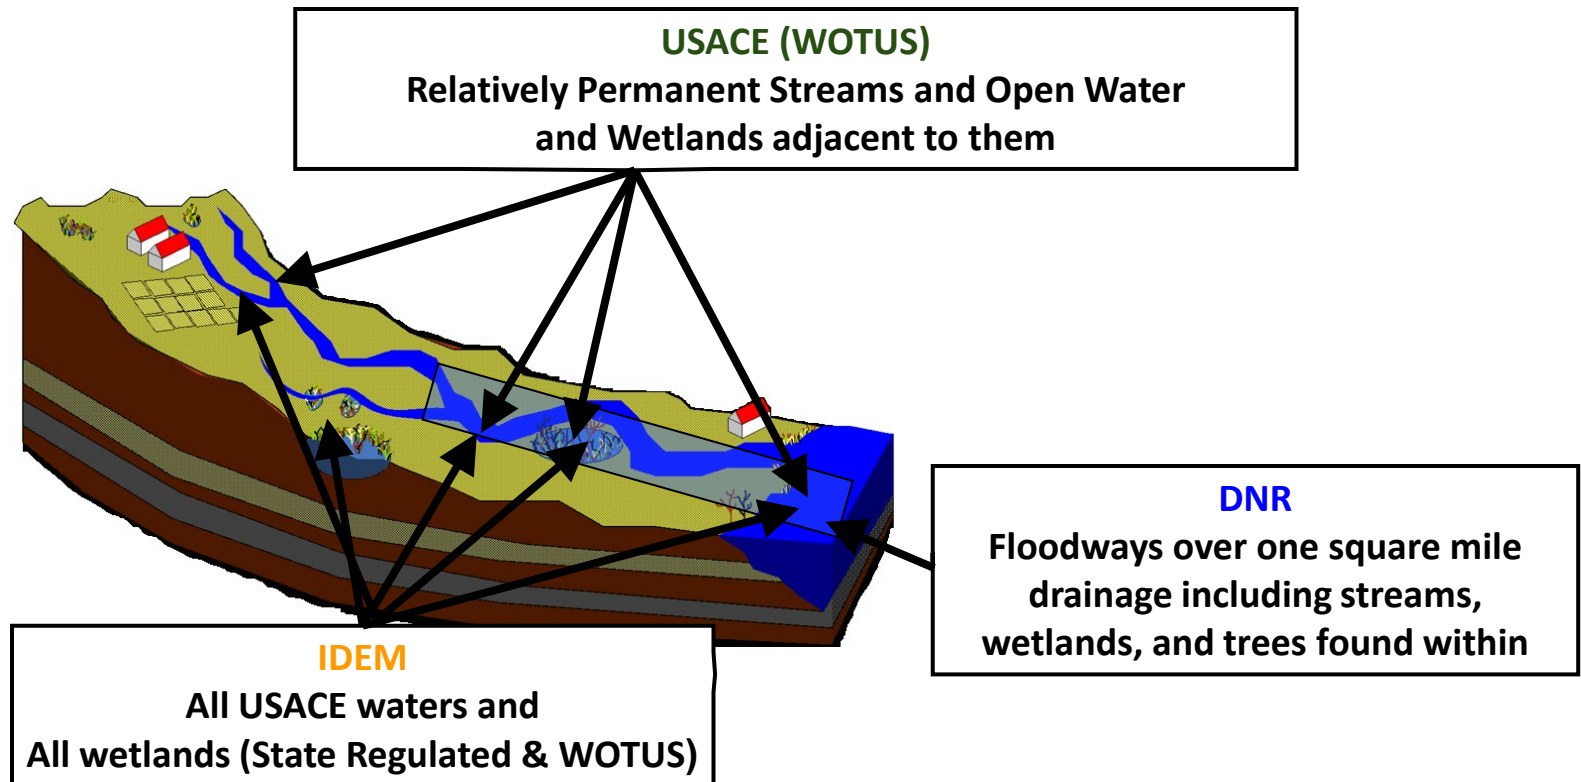 USACE (WOTUS)
Relatively Permanent Streams and Open Water
and Wetlands adjacent to them
DNR
Floodways over one square mile
drainage including streams,
wetlands, and trees found within
IDEM
All USACE waters and
All wetlands (State Regulated & WOTUS)